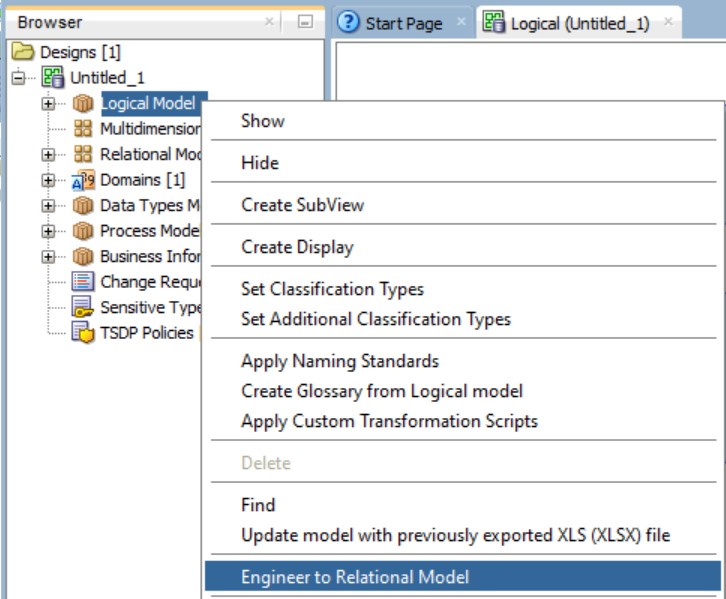 Browser
Start Page
Logical (Untitled_1)
Designs [1]
Untitled_1
Logical Model
Multidimension
Relational Mod
Domains [1]
Data Types M
Process Mode
Business Infor
Change Requ
Sensitive Type
TSDP Policies
Show
Hide
Create SubView
Create Display
Set Classification Types
Set Additional Classification Types
Apply Naming Standards
Create Glossary from Logical model
Apply Custom Transformation Scripts
Delete
Find
Update model with previously exported XLS (XLSX) file
Engineer to Relational Model